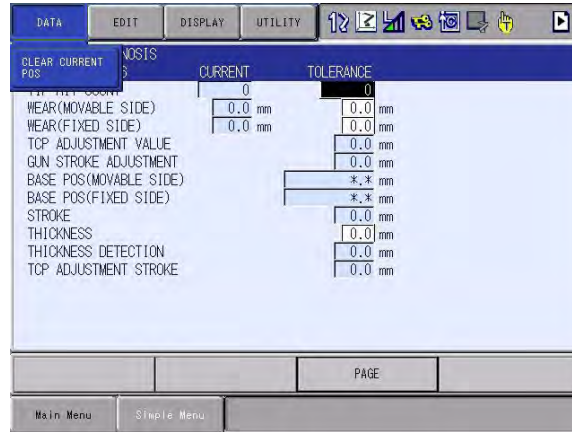 DATA EDIT DISPLAY UTILITY
CLEAR CURRENT
POS
NOSIS
S CURRENT TOLERANCE
0 0
WEAR(MOVABLE SIDE) 0.0 mm 0.0 mm
WEAR(FIXED SIDE) 0.0 mm 0.0 mm
TCP ADJUSTMENT VALUE 0.0 mm
GUN STROKE ADJUSTMENT 0.0 mm
BASE POS(MOVABLE SIDE) *.* mm
BASE POS(FIXED SIDE) *.* mm
STROKE 0.0 mm
THICKNESS 0.0 mm
THICKNESS DETECTION 0.0 mm
TCP ADJUSTMENT STROKE 0.0 mm
PAGE
Main Menu Simple Menu